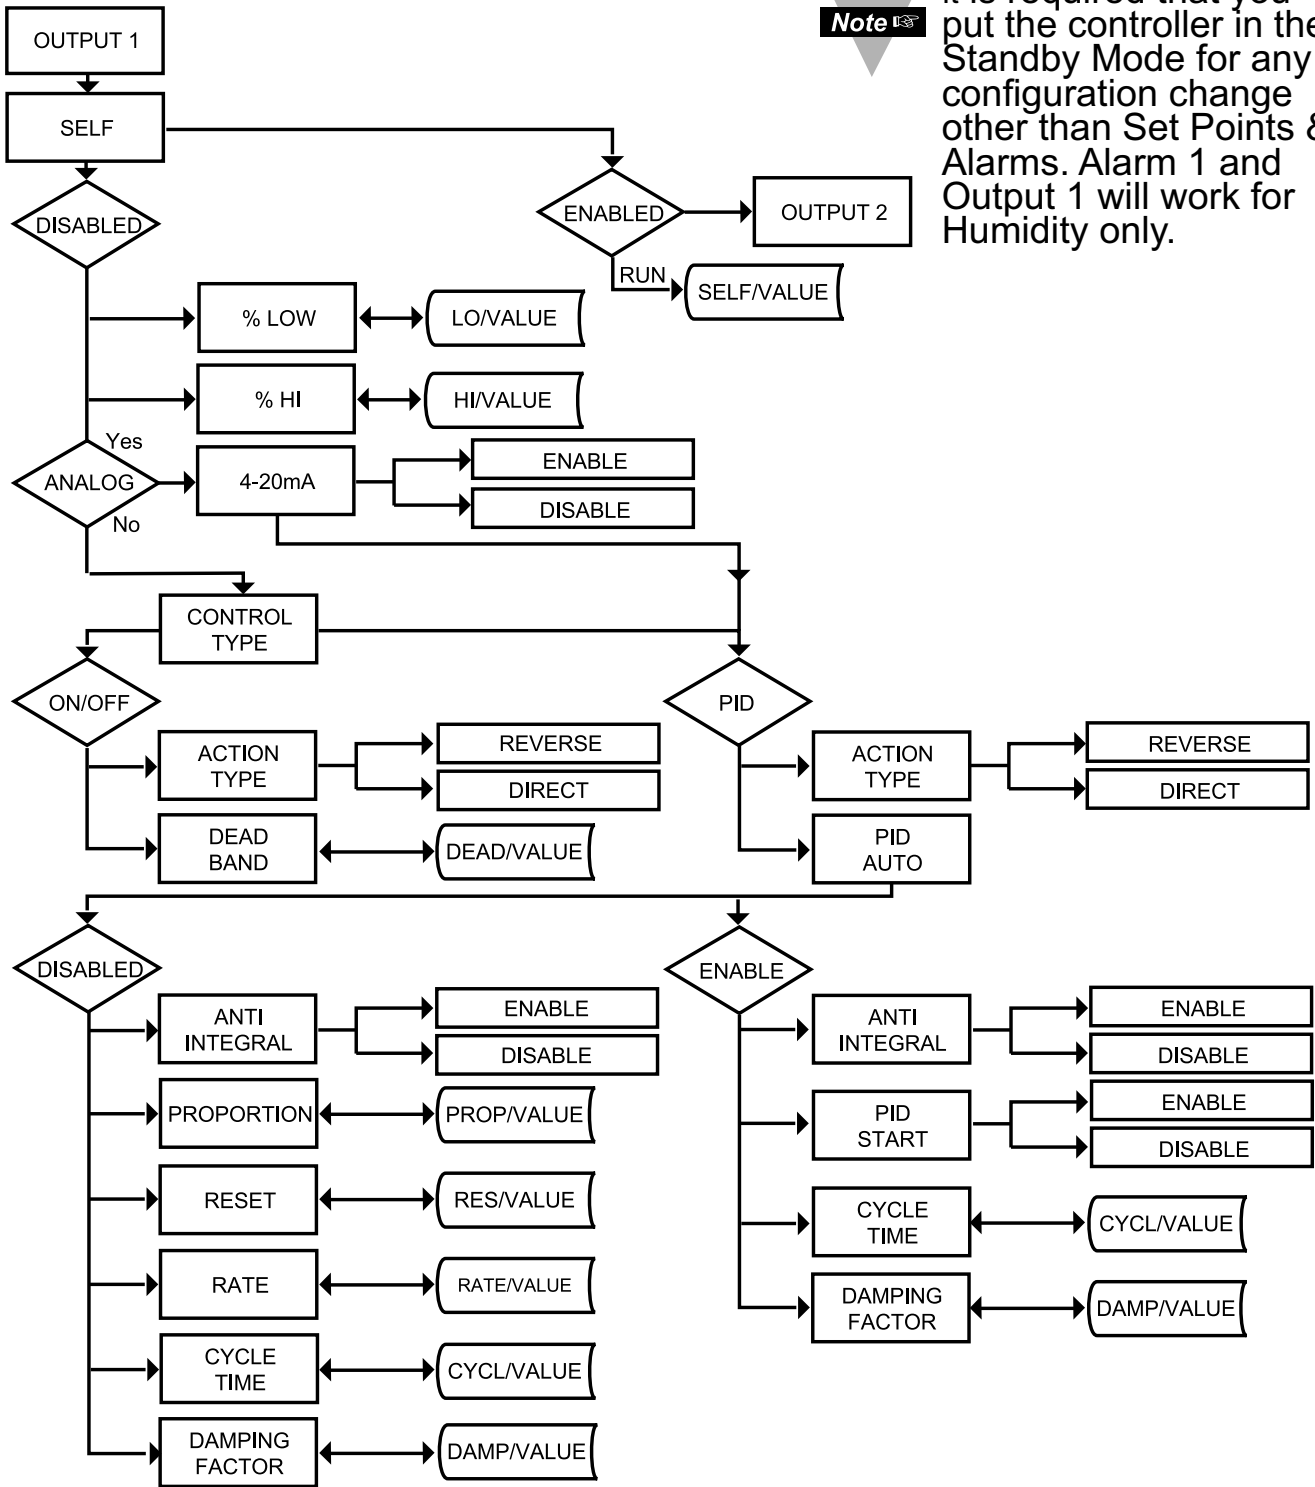 it is required that you
Note put the controller in the
Standby Mode for any
configuration change
other than Set Points &
Alarms. Alarm 1 and
Output 1 will work for
Humidity only.
OUTPUT 1
SELF
DISABLED
ENABLED
OUTPUT 2
RUN
SELF/VALUE
% LOW
LO/VALUE
% HI
HI/VALUE
Yes
ANALOG
No
4-20mA
ENABLE
DISABLE
CONTROL
TYPE
ON/OFF
ACTION
TYPE
REVERSE
DIRECT
DEAD
BAND
DEAD/VALUE
PID
ACTION
TYPE
REVERSE
DIRECT
PID
AUTO
DISABLED
ANTI
INTEGRAL
ENABLE
DISABLE
PROPORTION
PROP/VALUE
RESET
RES/VALUE
RATE
RATE/VALUE
CYCLE
TIME
CYCL/VALUE
DAMPING
FACTOR
DAMP/VALUE
ENABLE
ANTI
INTEGRAL
ENABLE
DISABLE
PID
START
ENABLE
DISABLE
CYCLE
TIME
CYCL/VALUE
DAMPING
FACTOR
DAMP/VALUE